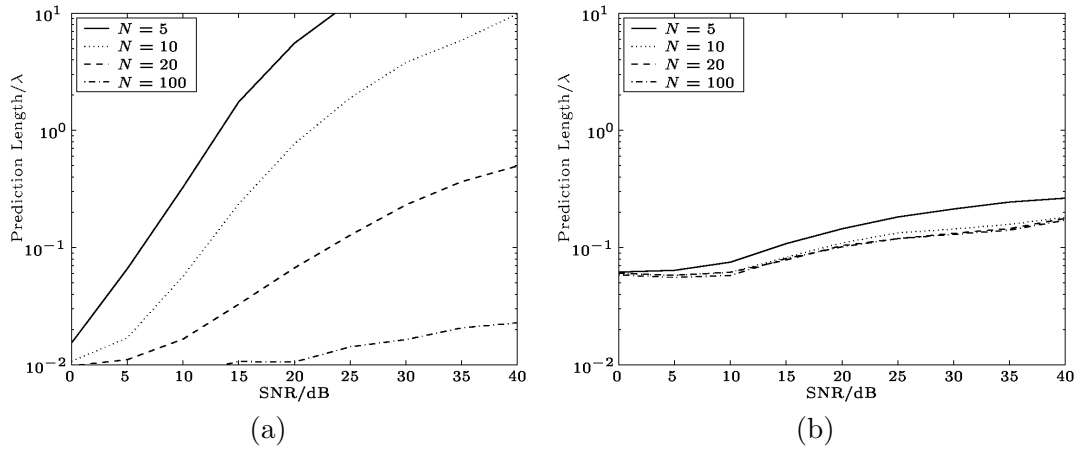 10^1
10^0
10^{-1}
10^{-2}
Prediction Length/λ
N = 5
N = 10
N = 20
N = 100
0 5 10 15 20 25 30 35 40
SNR/dB
(a)
10^1
10^0
10^{-1}
10^{-2}
Prediction Length/λ
N = 5
N = 10
N = 20
N = 100
0 5 10 15 20 25 30 35 40
SNR/dB
(b)